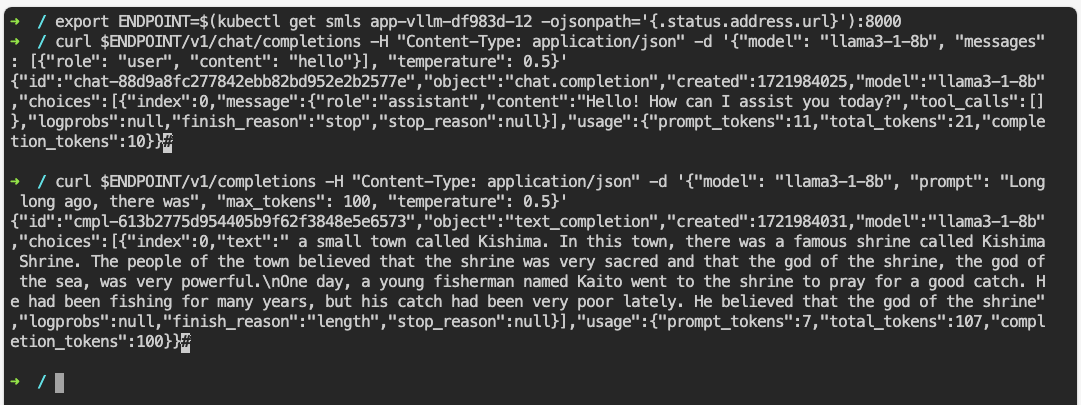 ➜  / export ENDPOINT=$(kubectl get smls app-vllm-df983d-12 -ojsonpath='{.status.address.url}'):8000
➜  / curl $ENDPOINT/v1/chat/completions -H "Content-Type: application/json" -d '{"model": "llama3-1-8b", "messages"
: [{"role": "user", "content": "hello"}], "temperature": 0.5}'
{"id":"chat-88d9a8fc277842ebb82bd952e2b2577e","object":"chat.completion","created":1721984025,"model":"llama3-1-8b"
,"choices":[{"index":0,"message":{"role":"assistant","content":"Hello! How can I assist you today?","tool_calls":[]
},"logprobs":null,"finish_reason":"stop","stop_reason":null}],"usage":{"prompt_tokens":11,"total_tokens":21,"comple
tion_tokens":10}}#
➜  / curl $ENDPOINT/v1/completions -H "Content-Type: application/json" -d '{"model": "llama3-1-8b", "prompt": "Long
 long ago, there was", "max_tokens": 100, "temperature": 0.5}'
{"id":"cmpl-613b2775d954405b9f62f3848e5e6573","object":"text_completion","created":1721984031,"model":"llama3-1-8b"
,"choices":[{"index":0,"text":" a small town called Kishima. In this town, there was a famous shrine called Kishima
 Shrine. The people of the town believed that the shrine was very sacred and that the god of the shrine, the god of
 the sea, was very powerful.\nOne day, a young fisherman named Kaito went to the shrine to pray for a good catch. H
e had been fishing for many years, but his catch had been very poor lately. He believed that the god of the shrine"
,"logprobs":null,"finish_reason":"length","stop_reason":null}],"usage":{"prompt_tokens":7,"total_tokens":107,"compl
etion_tokens":100}}#
➜  /